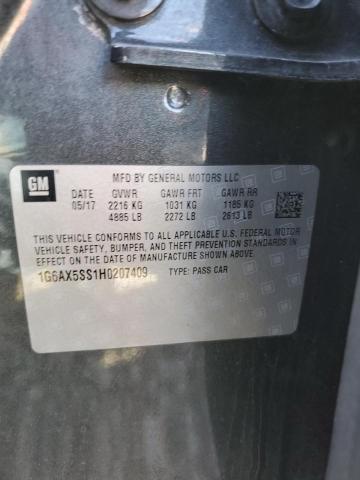 GM
MFD BY GENERAL MOTORS LLC
DATE GVWR GAWR FRT GAWR RR
05/17 2216 KG 1031 KG 1185 KG
4885 LB 2272 LB 2613 LB
THIS VEHICLE CONFORMS TO ALL APPLICABLE U.S. FEDERAL MOTOR
VEHICLE SAFETY, BUMPER, AND THEFT PREVENTION STANDARDS IN
EFFECT ON THE DATE OF MANUFACTURE SHOWN ABOVE.
1G6AX5SS1H0207409 TYPE: PASS CAR